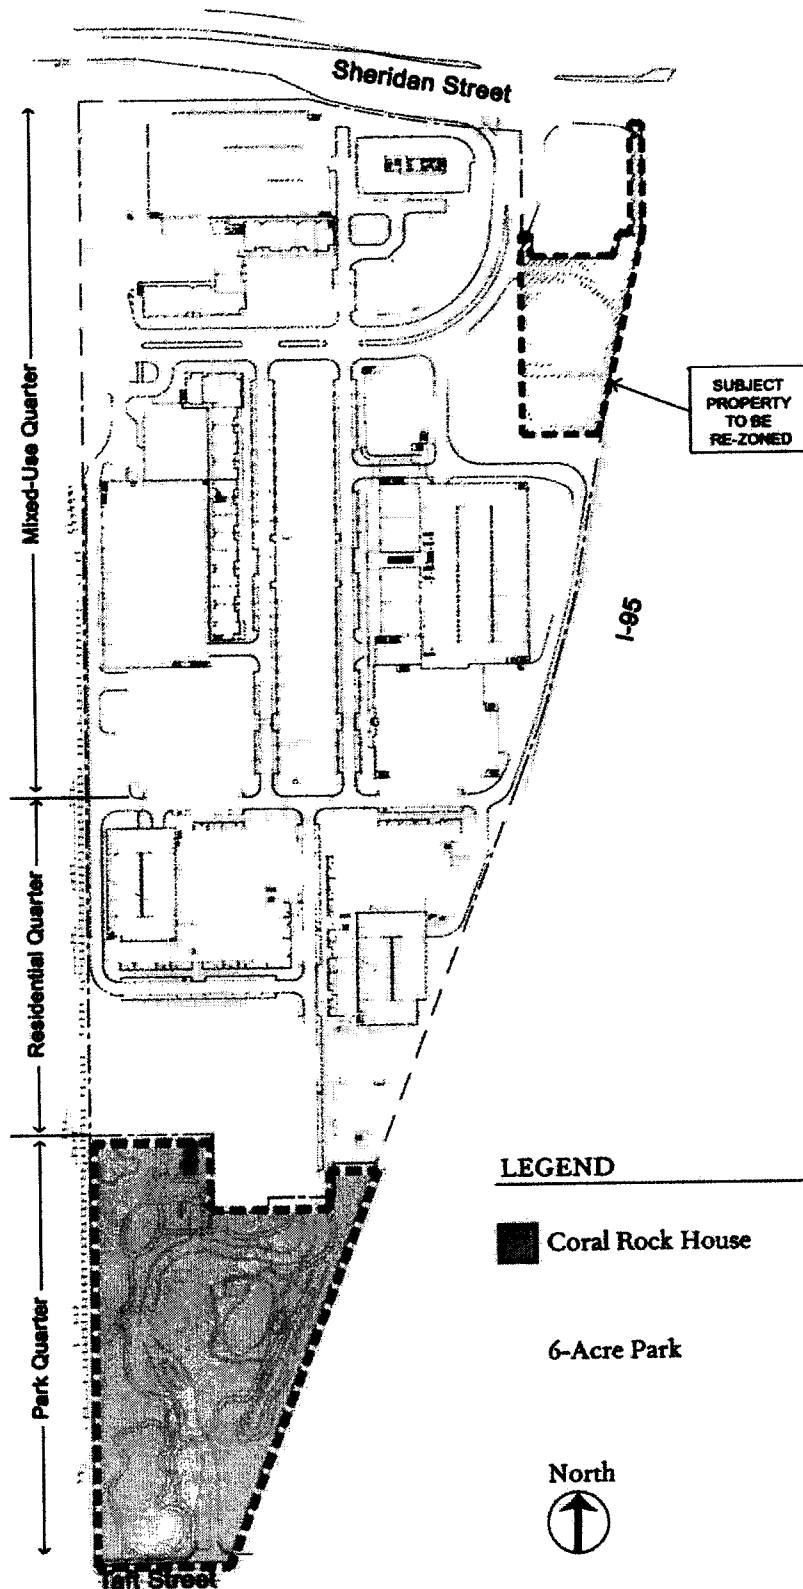 Sheridan Street
Mixed-Use Quarter
SUBJECT
PROPERTY
TO BE
RE-ZONED
I-95
Residential Quarter
Park Quarter
LEGEND
Coral Rock House
6-Acre Park
North
Taft Street